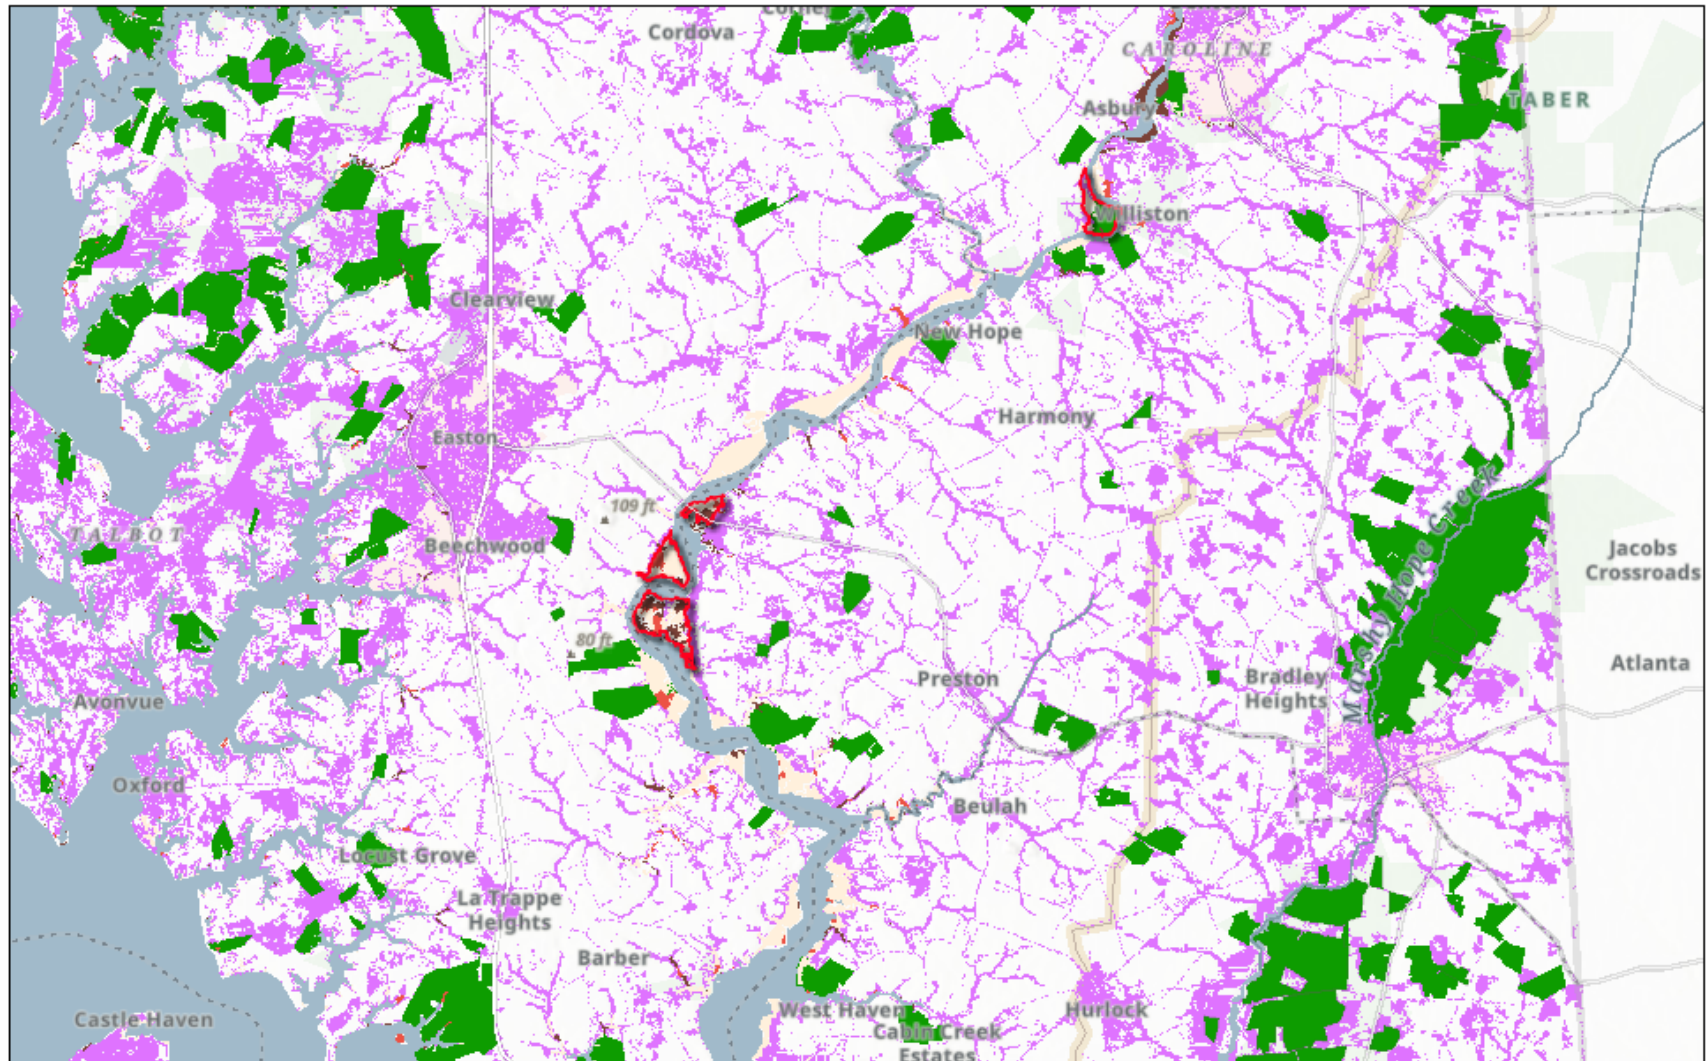 Corner
Cordova
CAROLINE
TABER
Asbury
Williston
Clearview
New Hope
Harmony
Easton
109 ft
TALBOT
Beechwood
Marshy Hope Creek
Jacobs
Crossroads
80 ft
Atlanta
Preston
Bradley
Heights
Avonvue
Oxford
Beulah
Locust Grove
La Trappe
Heights
Barber
West Haven
Hurlock
Castle Haven
Cabin Creek
Estates